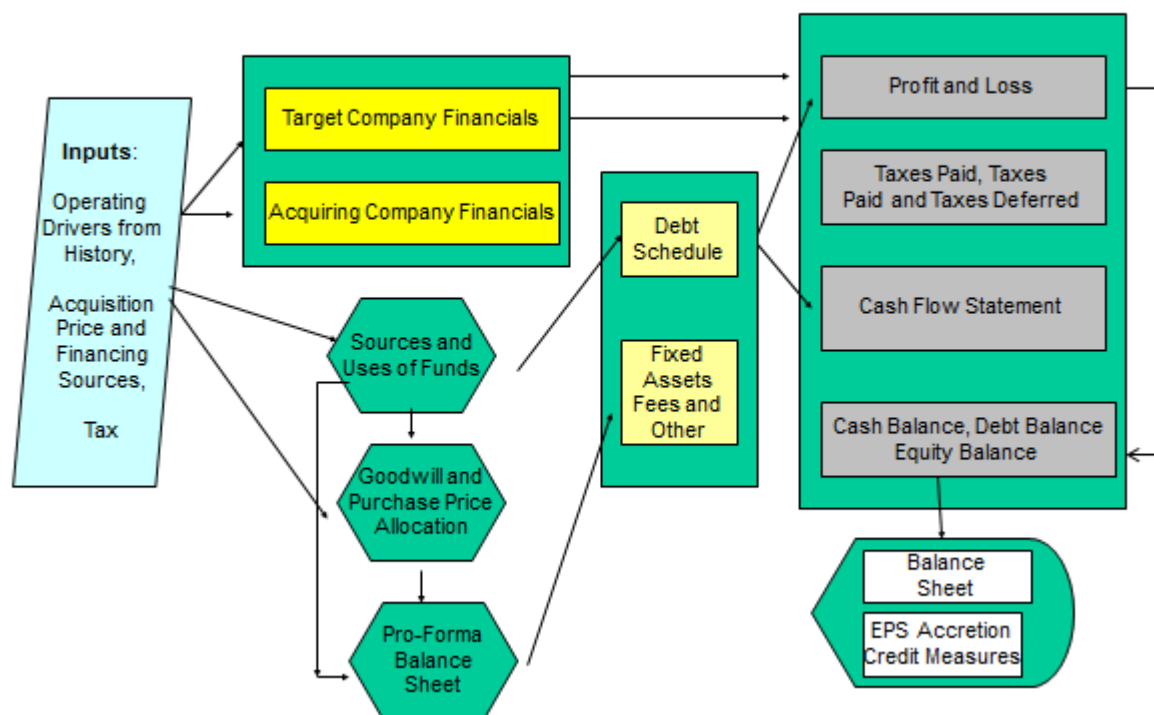 Inputs:
Operating
Drivers from
History,
Acquisition
Price and
Financing
Sources,
Tax
Target Company Financials
Acquiring Company Financials
Sources and
Uses of Funds
Goodwill and
Purchase Price
Allocation
Pro-Forma
Balance
Sheet
Debt
Schedule
Fixed
Assets
Fees and
Other
Profit and Loss
Taxes Paid, Taxes
Paid and Taxes Deferred
Cash Flow Statement
Cash Balance, Debt Balance
Equity Balance
Balance
Sheet
EPS Accretion
Credit Measures